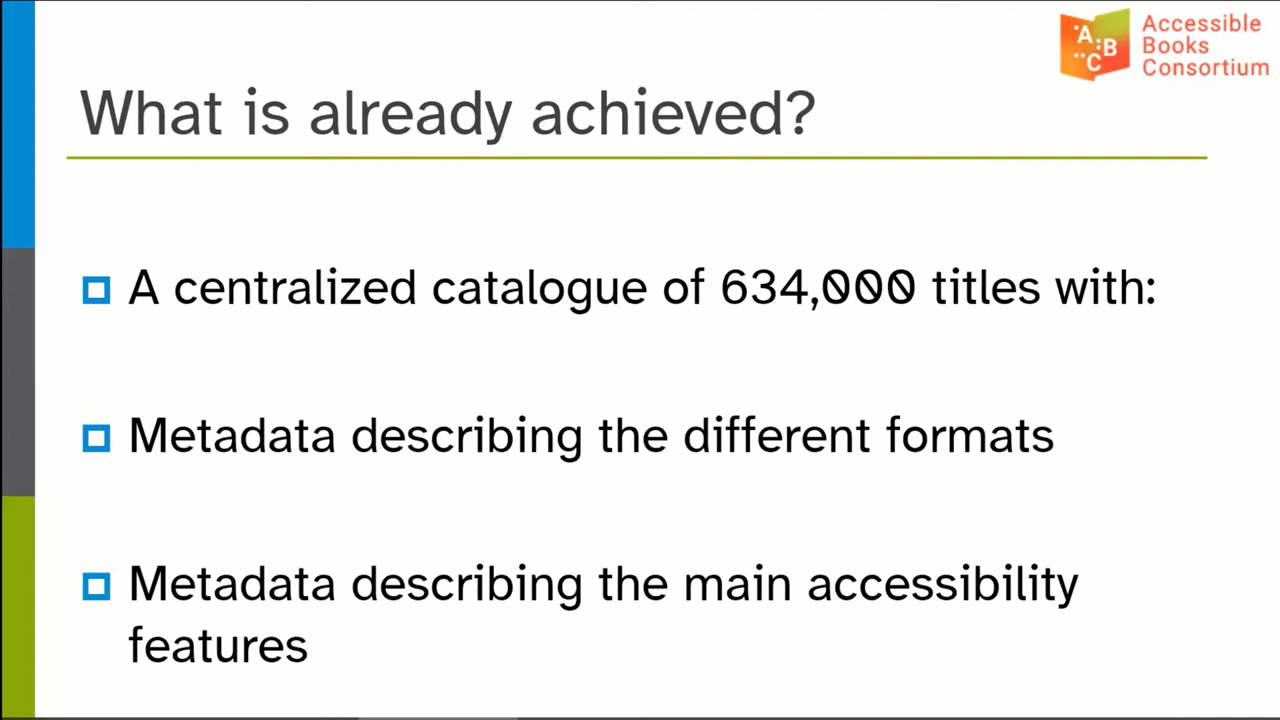 A
B
C
Accessible
Books
Consortium
What is already achieved?
A centralized catalogue of 634,000 titles with:
Metadata describing the different formats
Metadata describing the main accessibility
features